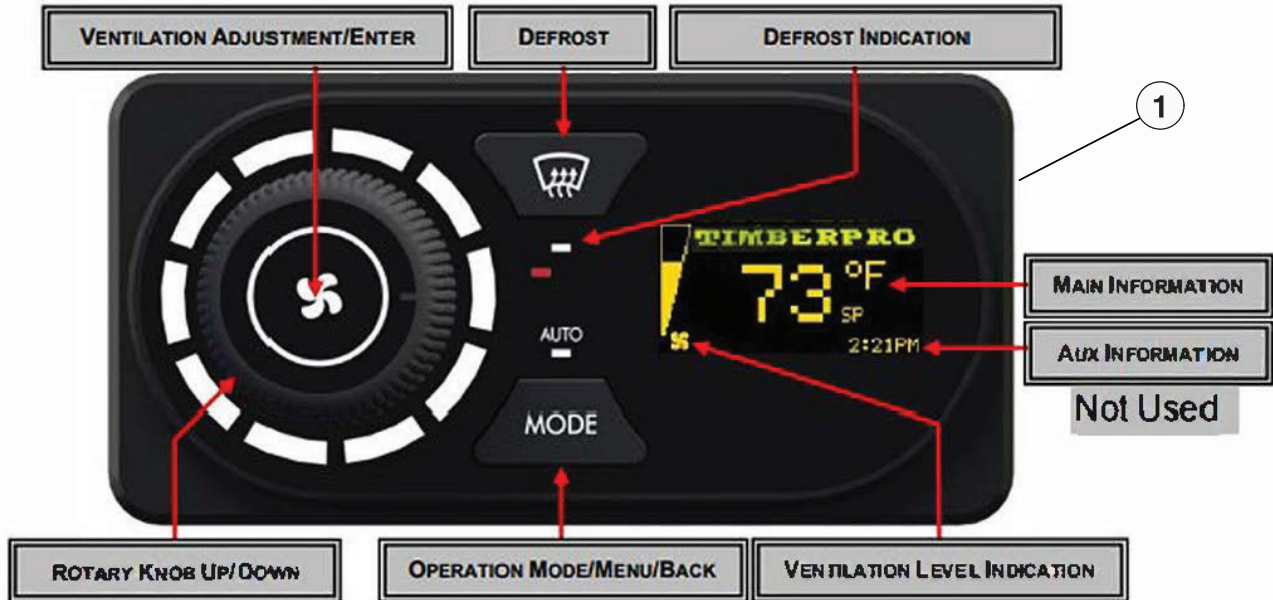 VENTILATION ADJUSTMENT/ENTER
DEFROST
DEFROST INDICATION
1
TIMBERPRO
73 °F
SP
2:21PM
AUTO
MODE
MAIN INFORMATION
AUX INFORMATION
Not Used
ROTARY KNOB UP/DOWN
OPERATION MODE/MENU/BACK
VENTILATION LEVEL INDICATION